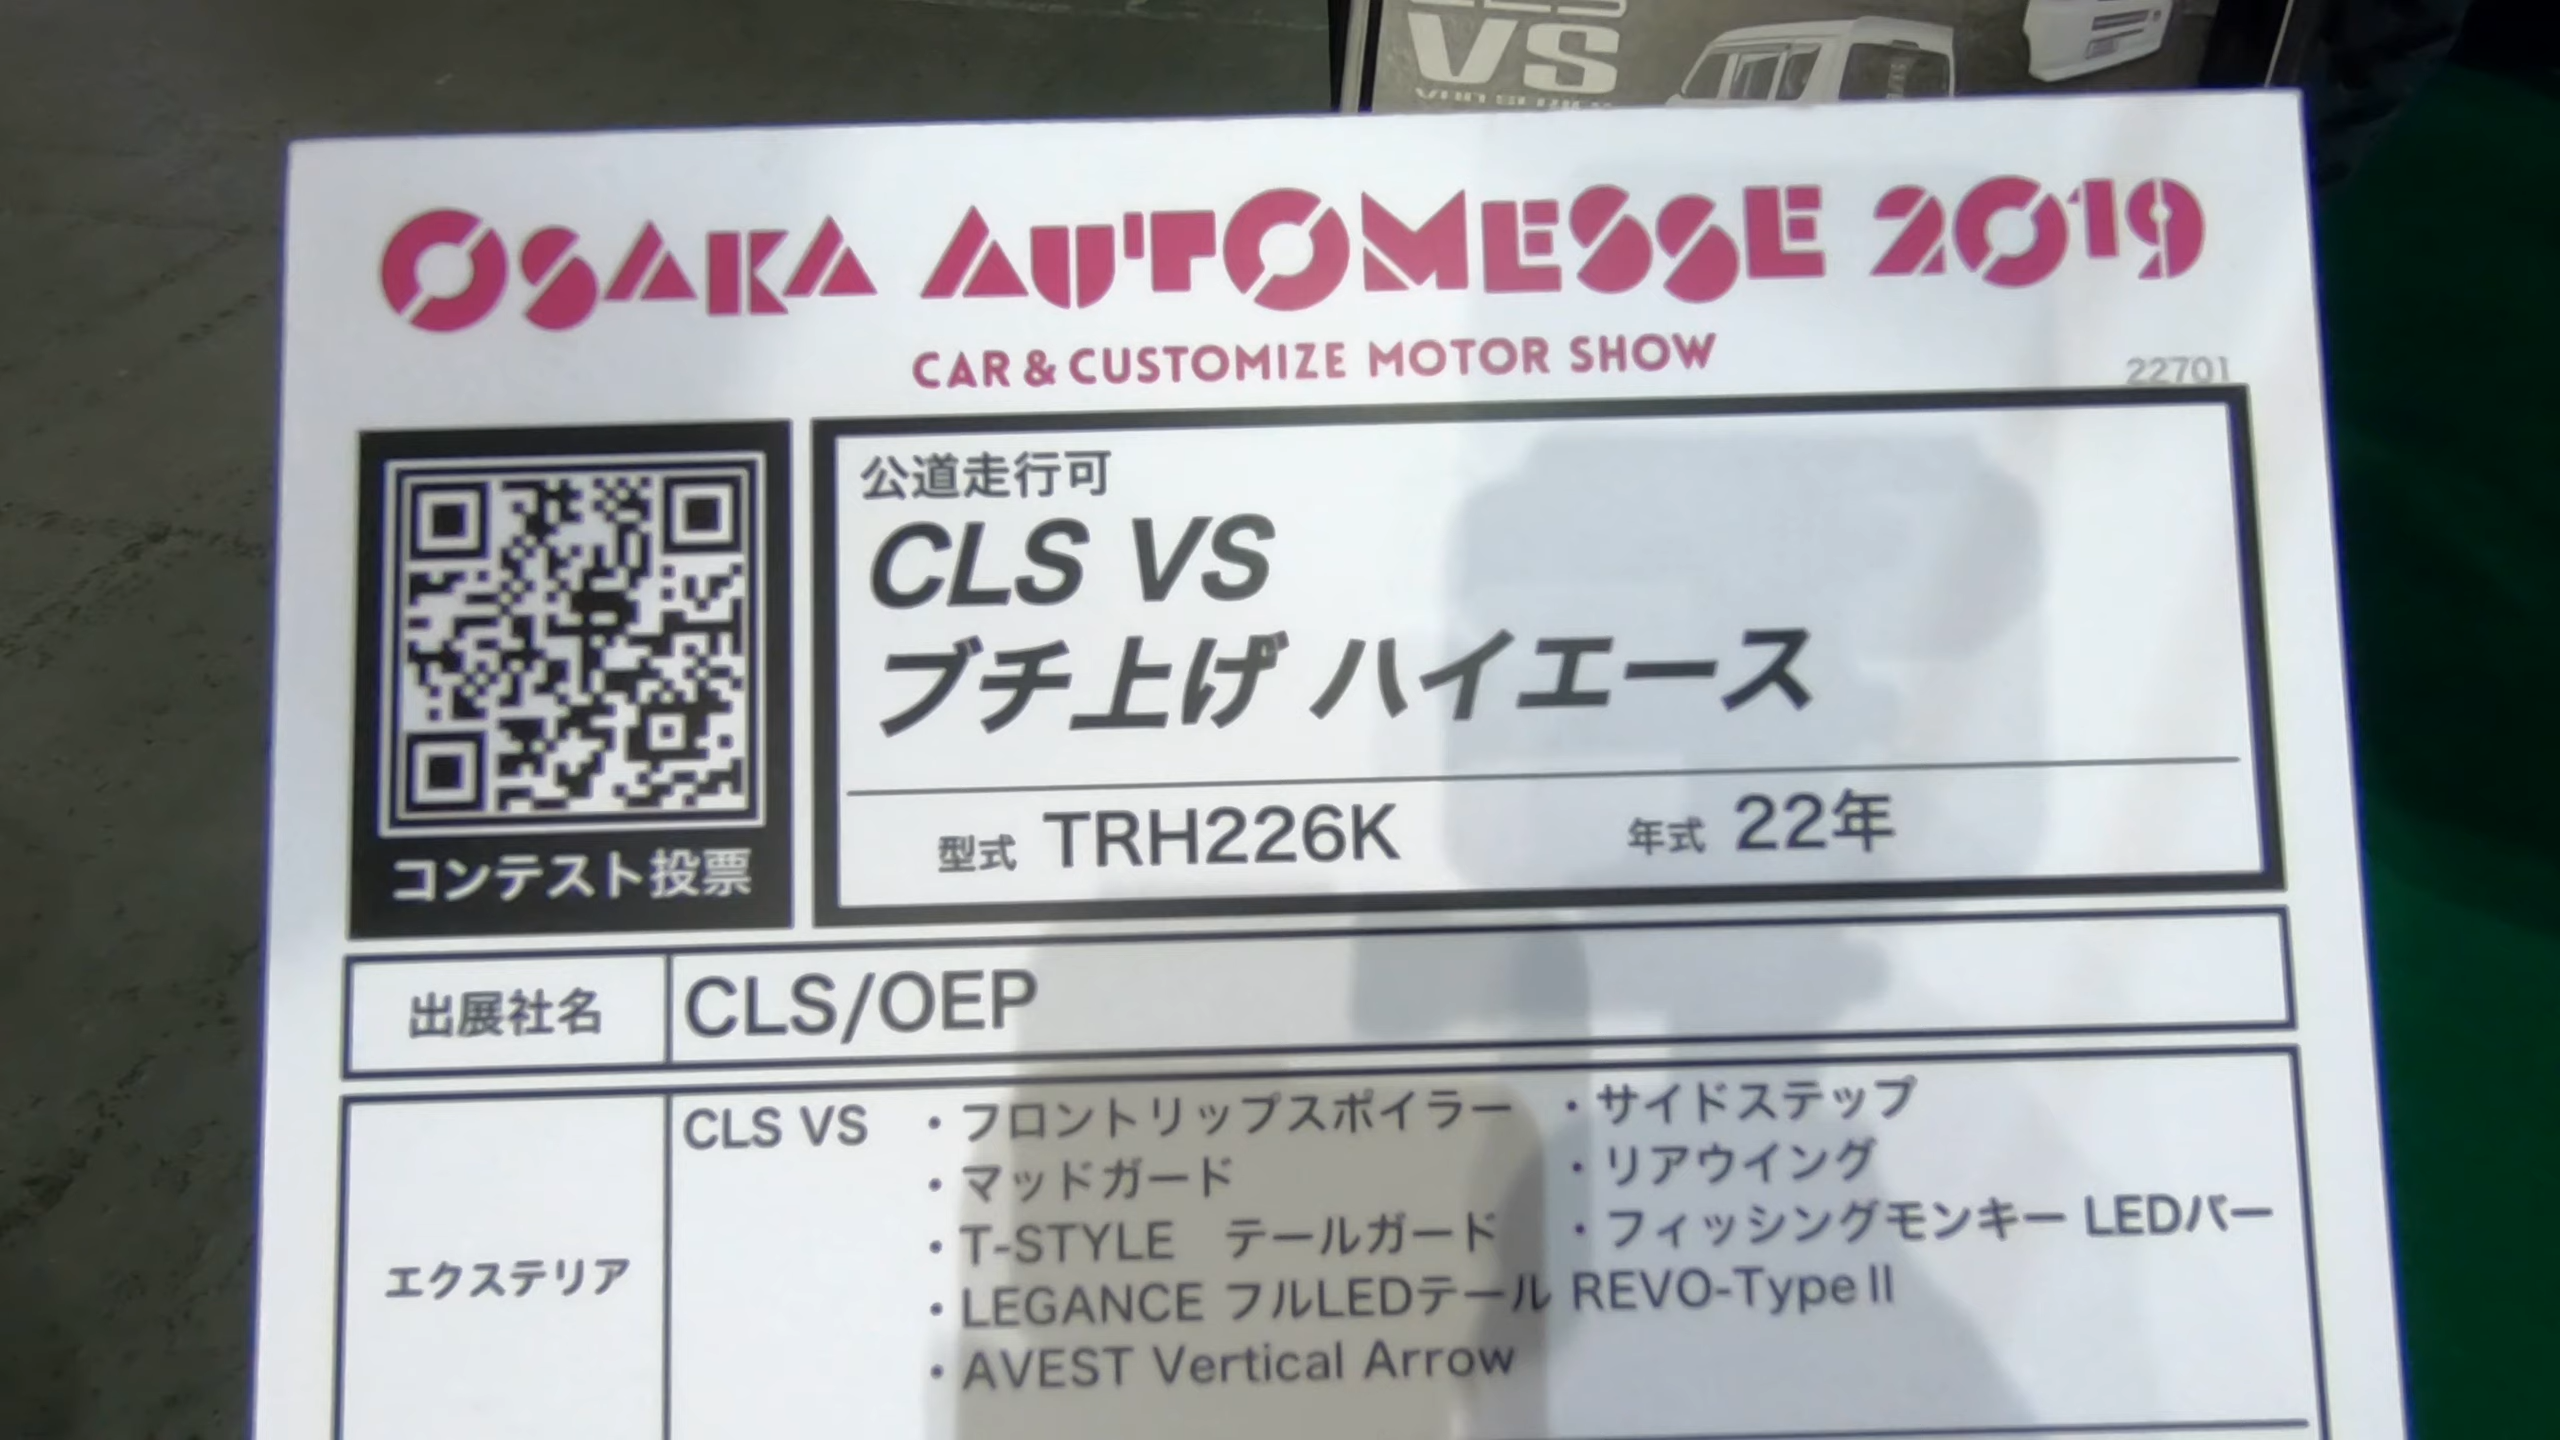 VS
OSAKA AUTOMESSE 2019
CAR & CUSTOMIZE MOTOR SHOW
22701
公道走行可
CLS VS
ブチ上げ ハイエース
型式 TRH226K 年式 22年
コンテスト投票
出展社名 CLS/OEP
エクステリア
CLS VS ・フロントリップスポイラー ・サイドステップ
・マッドガード ・リアウイング
・T-STYLE テールガード ・フィッシングモンキー LEDバー
・LEGANCE フルLEDテール REVO-TypeⅡ
・AVEST Vertical Arrow